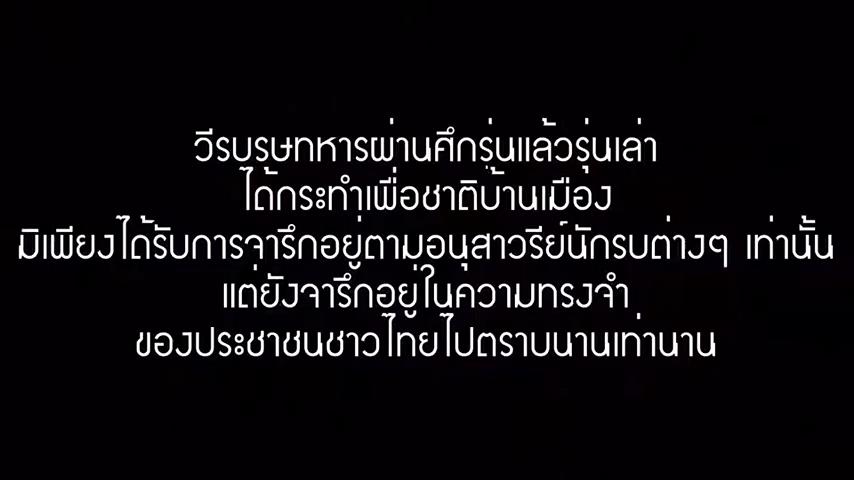 วีรบรุษทหารผ่านศึกรุ่นแล้วรุ่นเล่า
ได้กระทำเพื่อชาติบ้านเมือง
มิเพียงได้รับการจารึกอยู่ตามอนุสาวรีย์นักรบต่างๆ เท่านั้น
แต่ยังจารึกอยู่ในความทรงจำ
ของประชาชนชาวไทยไปตราบนานเท่านาน